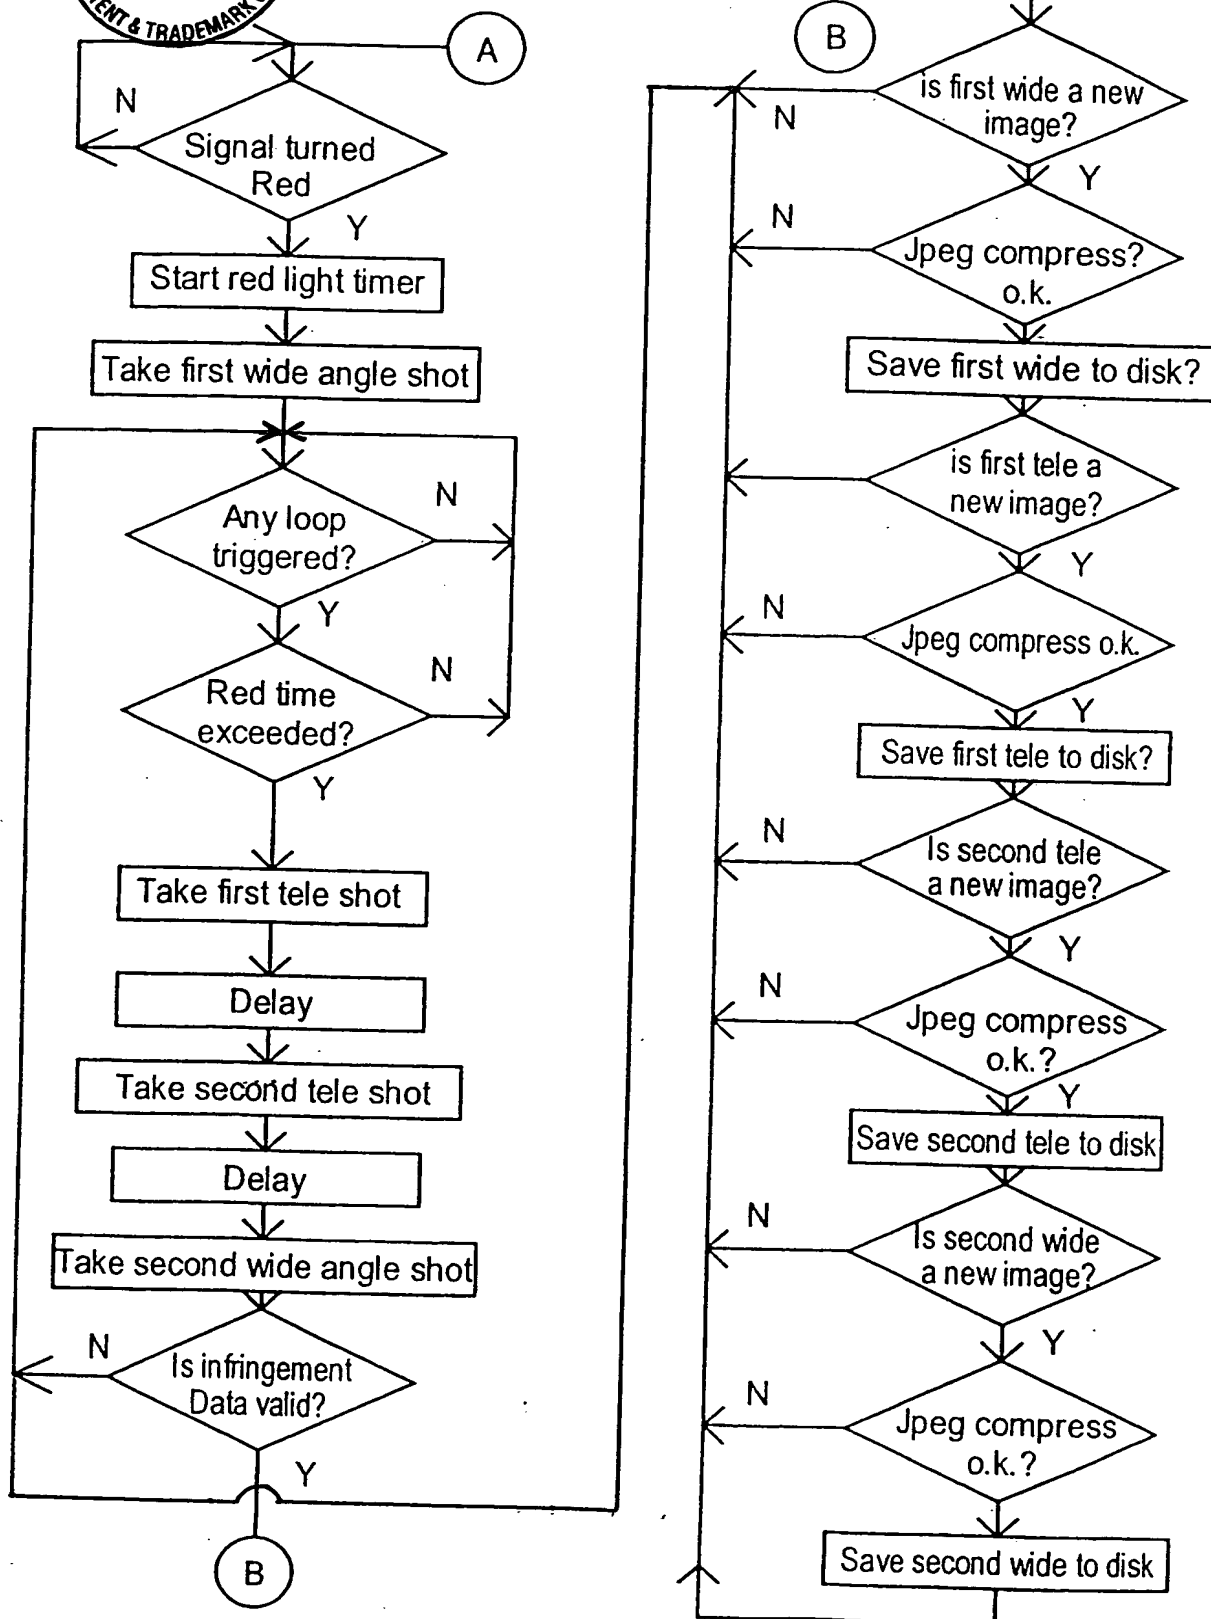 ENT & TRADEMARK
A
N
Signal turned
Red
Y
Start red light timer
Take first wide angle shot
N
Any loop
triggered?
Y
N
Red time
exceeded?
Y
Take first tele shot
Delay
Take second tele shot
Delay
Take second wide angle shot
N
Is infringement
Data valid?
Y
B
B
is first wide a new
image?
N
Y
N
Jpeg compress?
o.k.
Save first wide to disk?
is first tele a
new image?
Y
N
Jpeg compress o.k.
Y
Save first tele to disk?
N
Is second tele
a new image?
Y
N
Jpeg compress
o.k.?
Y
Save second tele to disk
N
Is second wide
a new image?
Y
N
Jpeg compress
o.k.?
Save second wide to disk